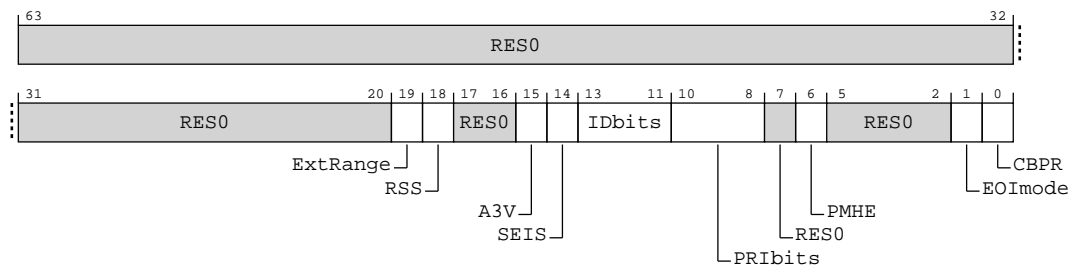 63 32
RES0
31 20 19 18 17 16 15 14 13 11 10 8 7 6 5 2 1 0
RES0 RES0 IDbits RES0
ExtRange CBPR
RSS EOImode
A3V PMHE
SEIS RES0
PRIbits